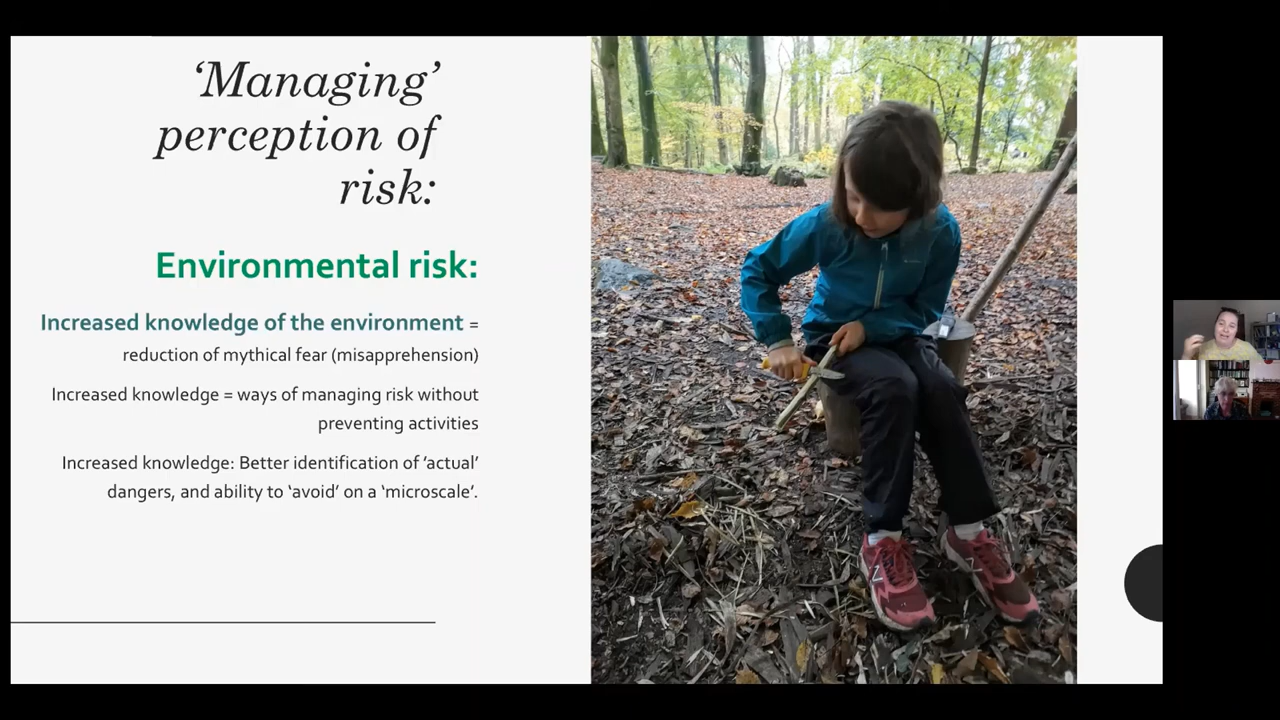 ‘Managing’
perception of
risk:
Environmental risk:
Increased knowledge of the environment =
reduction of mythical fear (misapprehension)
Increased knowledge = ways of managing risk without
preventing activities
Increased knowledge: Better identification of ‘actual’
dangers, and ability to ‘avoid’ on a ‘microscale’.